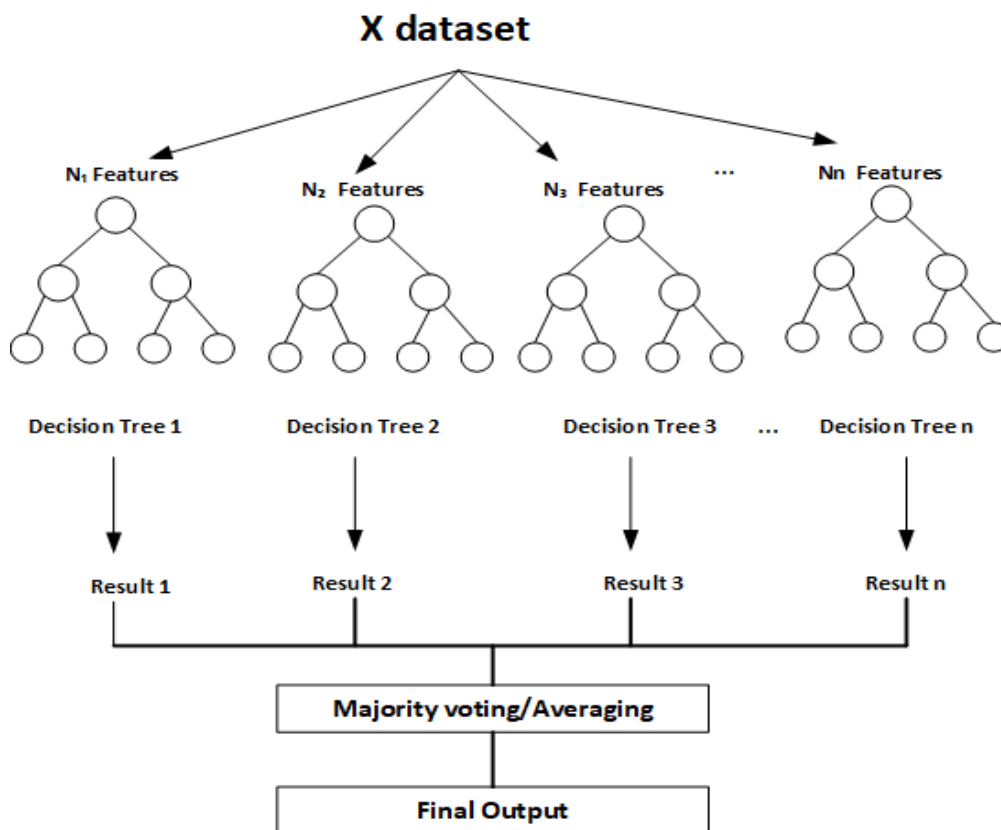 X dataset
N₁ Features
N₂ Features
N₃ Features
...
Nn Features
Decision Tree 1
Decision Tree 2
Decision Tree 3
...
Decision Tree n
Result 1
Result 2
Result 3
Result n
Majority voting/Averaging
Final Output